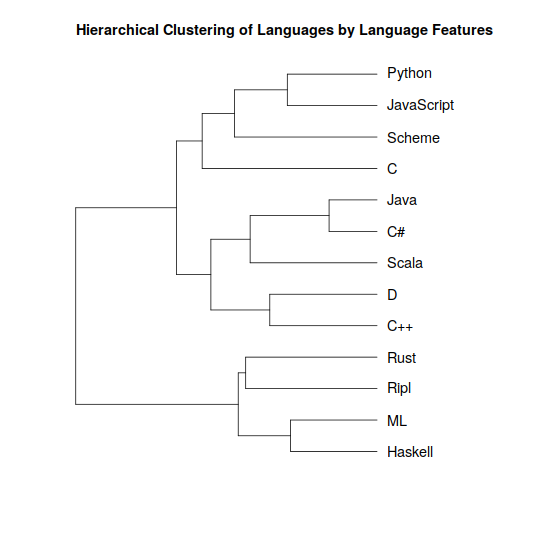 Hierarchical Clustering of Languages by Language Features
Python
JavaScript
Scheme
C
Java
C#
Scala
D
C++
Rust
Ripl
ML
Haskell